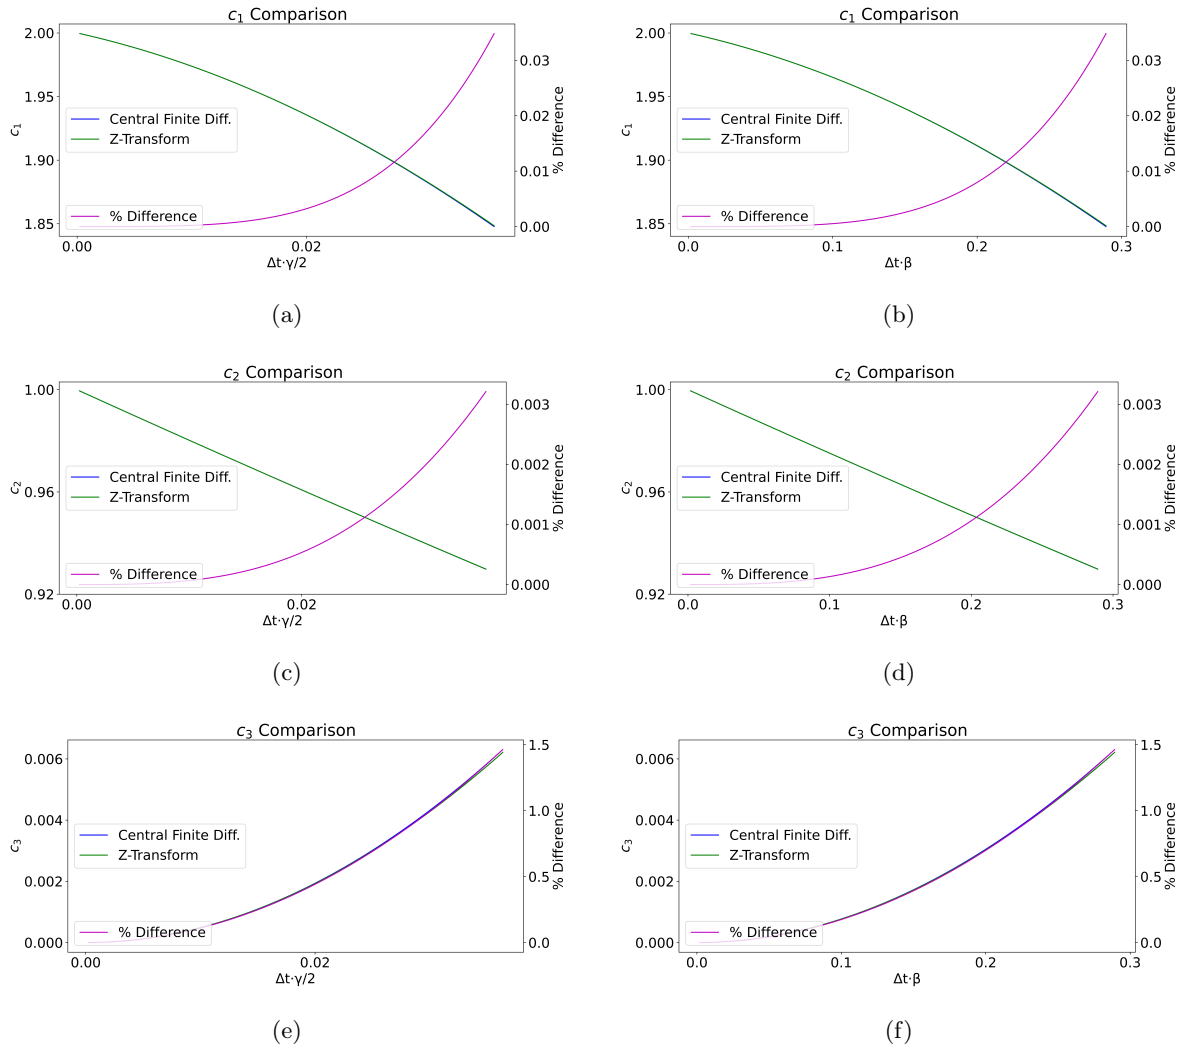 c₁ Comparison
2.00
1.95
1.90
1.85
c₁
Central Finite Diff.
Z-Transform
% Difference
0.03
0.02
0.01
0.00
% Difference
0.00
0.02
Δt·γ/2
(a)
c₁ Comparison
2.00
1.95
1.90
1.85
c₁
Central Finite Diff.
Z-Transform
% Difference
0.03
0.02
0.01
0.00
% Difference
0.0
0.1
0.2
0.3
Δt·β
(b)
c₂ Comparison
1.00
0.96
0.92
c₂
Central Finite Diff.
Z-Transform
% Difference
0.003
0.002
0.001
0.000
% Difference
0.00
0.02
Δt·γ/2
(c)
c₂ Comparison
1.00
0.96
0.92
c₂
Central Finite Diff.
Z-Transform
% Difference
0.003
0.002
0.001
0.000
% Difference
0.0
0.1
0.2
0.3
Δt·β
(d)
c₃ Comparison
0.006
0.004
0.002
0.000
c₃
Central Finite Diff.
Z-Transform
% Difference
1.5
1.0
0.5
0.0
% Difference
0.00
0.02
Δt·γ/2
(e)
c₃ Comparison
0.006
0.004
0.002
0.000
c₃
Central Finite Diff.
Z-Transform
% Difference
1.5
1.0
0.5
0.0
% Difference
0.0
0.1
0.2
0.3
Δt·β
(f)